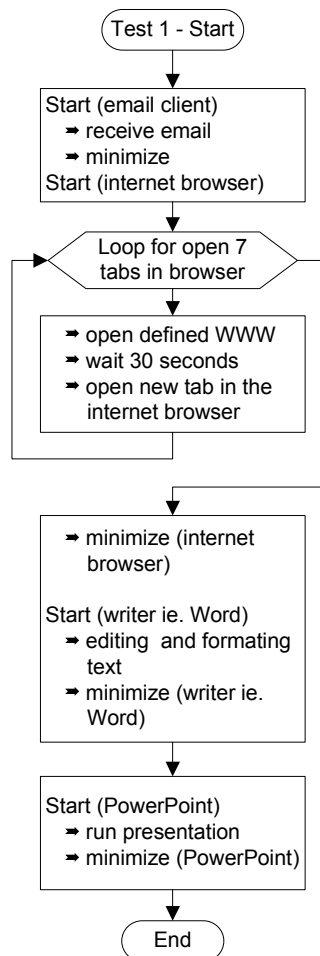 Test 1 - Start
Start (email client)
➡ receive email
➡ minimize
Start (internet browser)
Loop for open 7
tabs in browser
➡ open defined WWW
➡ wait 30 seconds
➡ open new tab in the
internet browser
➡ minimize (internet
browser)
Start (writer ie. Word)
➡ editing and formating
text
➡ minimize (writer ie.
Word)
Start (PowerPoint)
➡ run presentation
➡ minimize (PowerPoint)
End